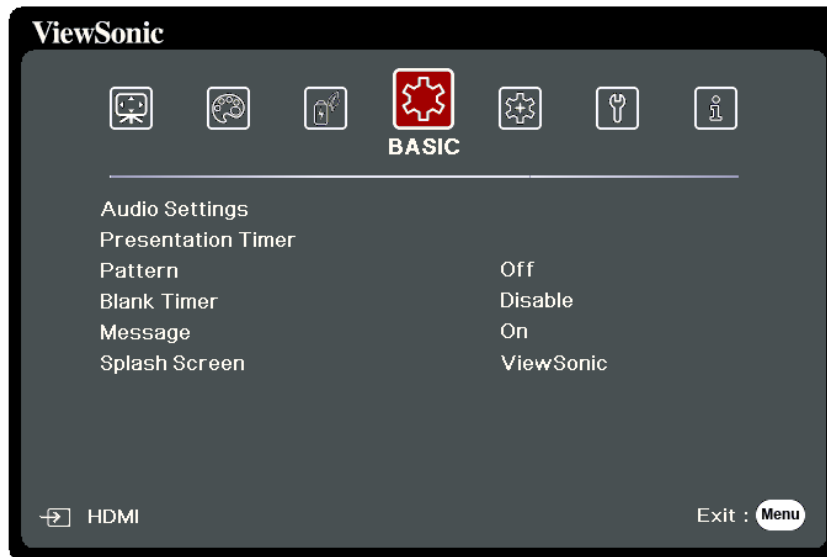 ViewSonic
BASIC
Audio Settings
Presentation Timer
Pattern Off
Blank Timer Disable
Message On
Splash Screen ViewSonic
HDMI Exit : Menu